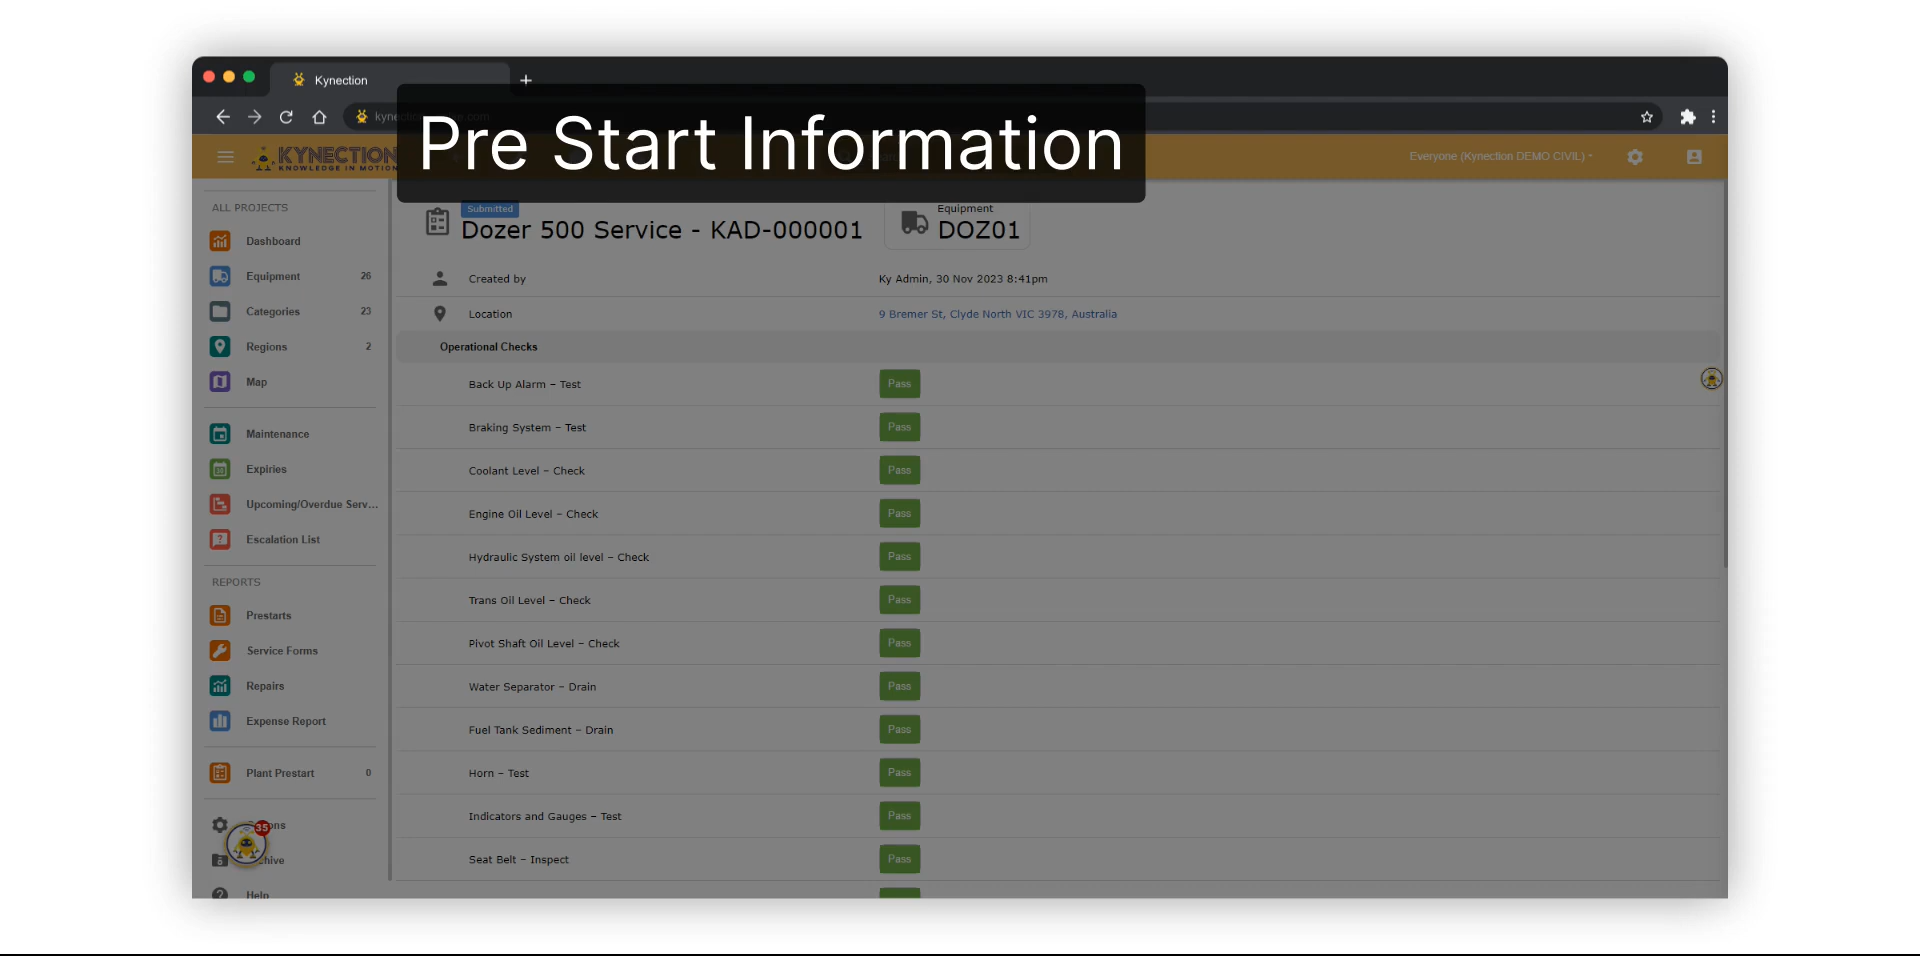 Kynection
Pre Start Information
KYNECTION
KNOWLEDGE IN MOTION
Everyone (Kynection DEMO CIVIL)
ALL PROJECTS
Dashboard
Equipment 26
Categories 23
Regions 2
Map
Maintenance
Expiries
Upcoming/Overdue Serv...
Escalation List
REPORTS
Prestarts
Service Forms
Repairs
Expense Report
Plant Prestart 0
35
Help
Submitted
Dozer 500 Service - KAD-000001
Equipment
DOZ01
Created by Ky Admin, 30 Nov 2023 8:41pm
Location 9 Bremer St, Clyde North VIC 3978, Australia
Operational Checks
Back Up Alarm – Test Pass
Braking System – Test Pass
Coolant Level – Check Pass
Engine Oil Level – Check Pass
Hydraulic System oil level – Check Pass
Trans Oil Level – Check Pass
Pivot Shaft Oil Level – Check Pass
Water Separator – Drain Pass
Fuel Tank Sediment – Drain Pass
Horn – Test Pass
Indicators and Gauges – Test Pass
Seat Belt – Inspect Pass